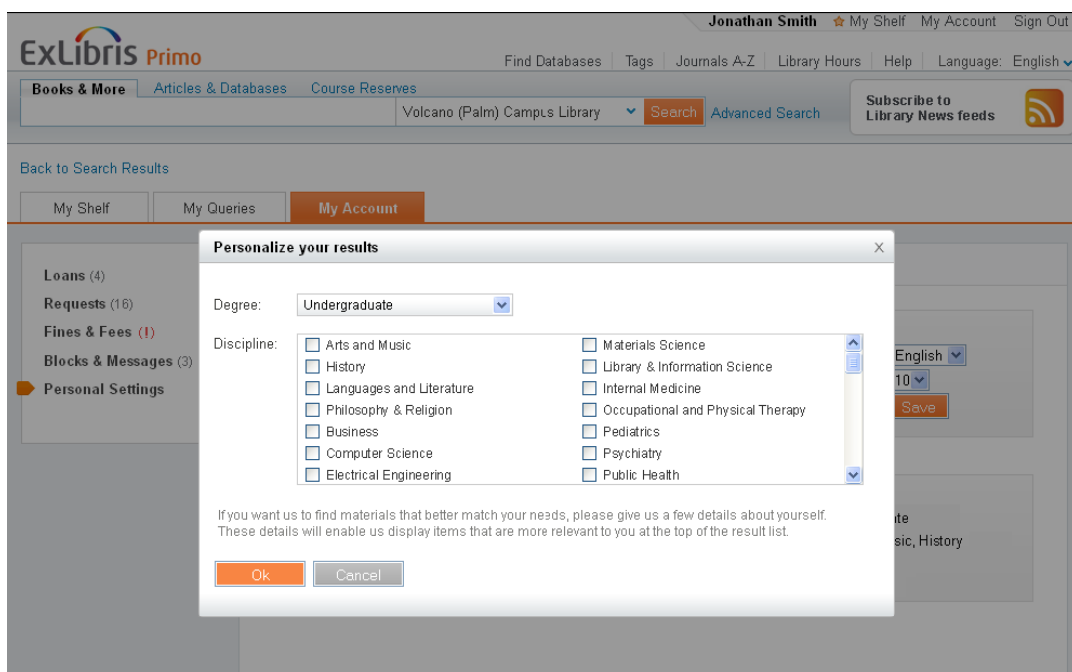 Jonathan Smith My Shelf My Account Sign Out
ExLibris Primo
Find Databases Tags Journals A-Z Library Hours Help Language: English
Books & More Articles & Databases Course Reserves
Volcano (Palm) Campus Library Search Advanced Search
Subscribe to
Library News feeds
Back to Search Results
My Shelf My Queries My Account
Personalize your results X
Loans (4)
Requests (16)
Fines & Fees (!)
Blocks & Messages (3)
Personal Settings
Degree: Undergraduate
Discipline: Arts and Music Materials Science
History Library & Information Science
Languages and Literature Internal Medicine
Philosophy & Religion Occupational and Physical Therapy
Business Pediatrics
Computer Science Psychiatry
Electrical Engineering Public Health
English
10
Save
If you want us to find materials that better match your needs, please give us a few details about yourself.
These details will enable us display items that are more relevant to you at the top of the result list.
Ok Cancel
te
sic, History